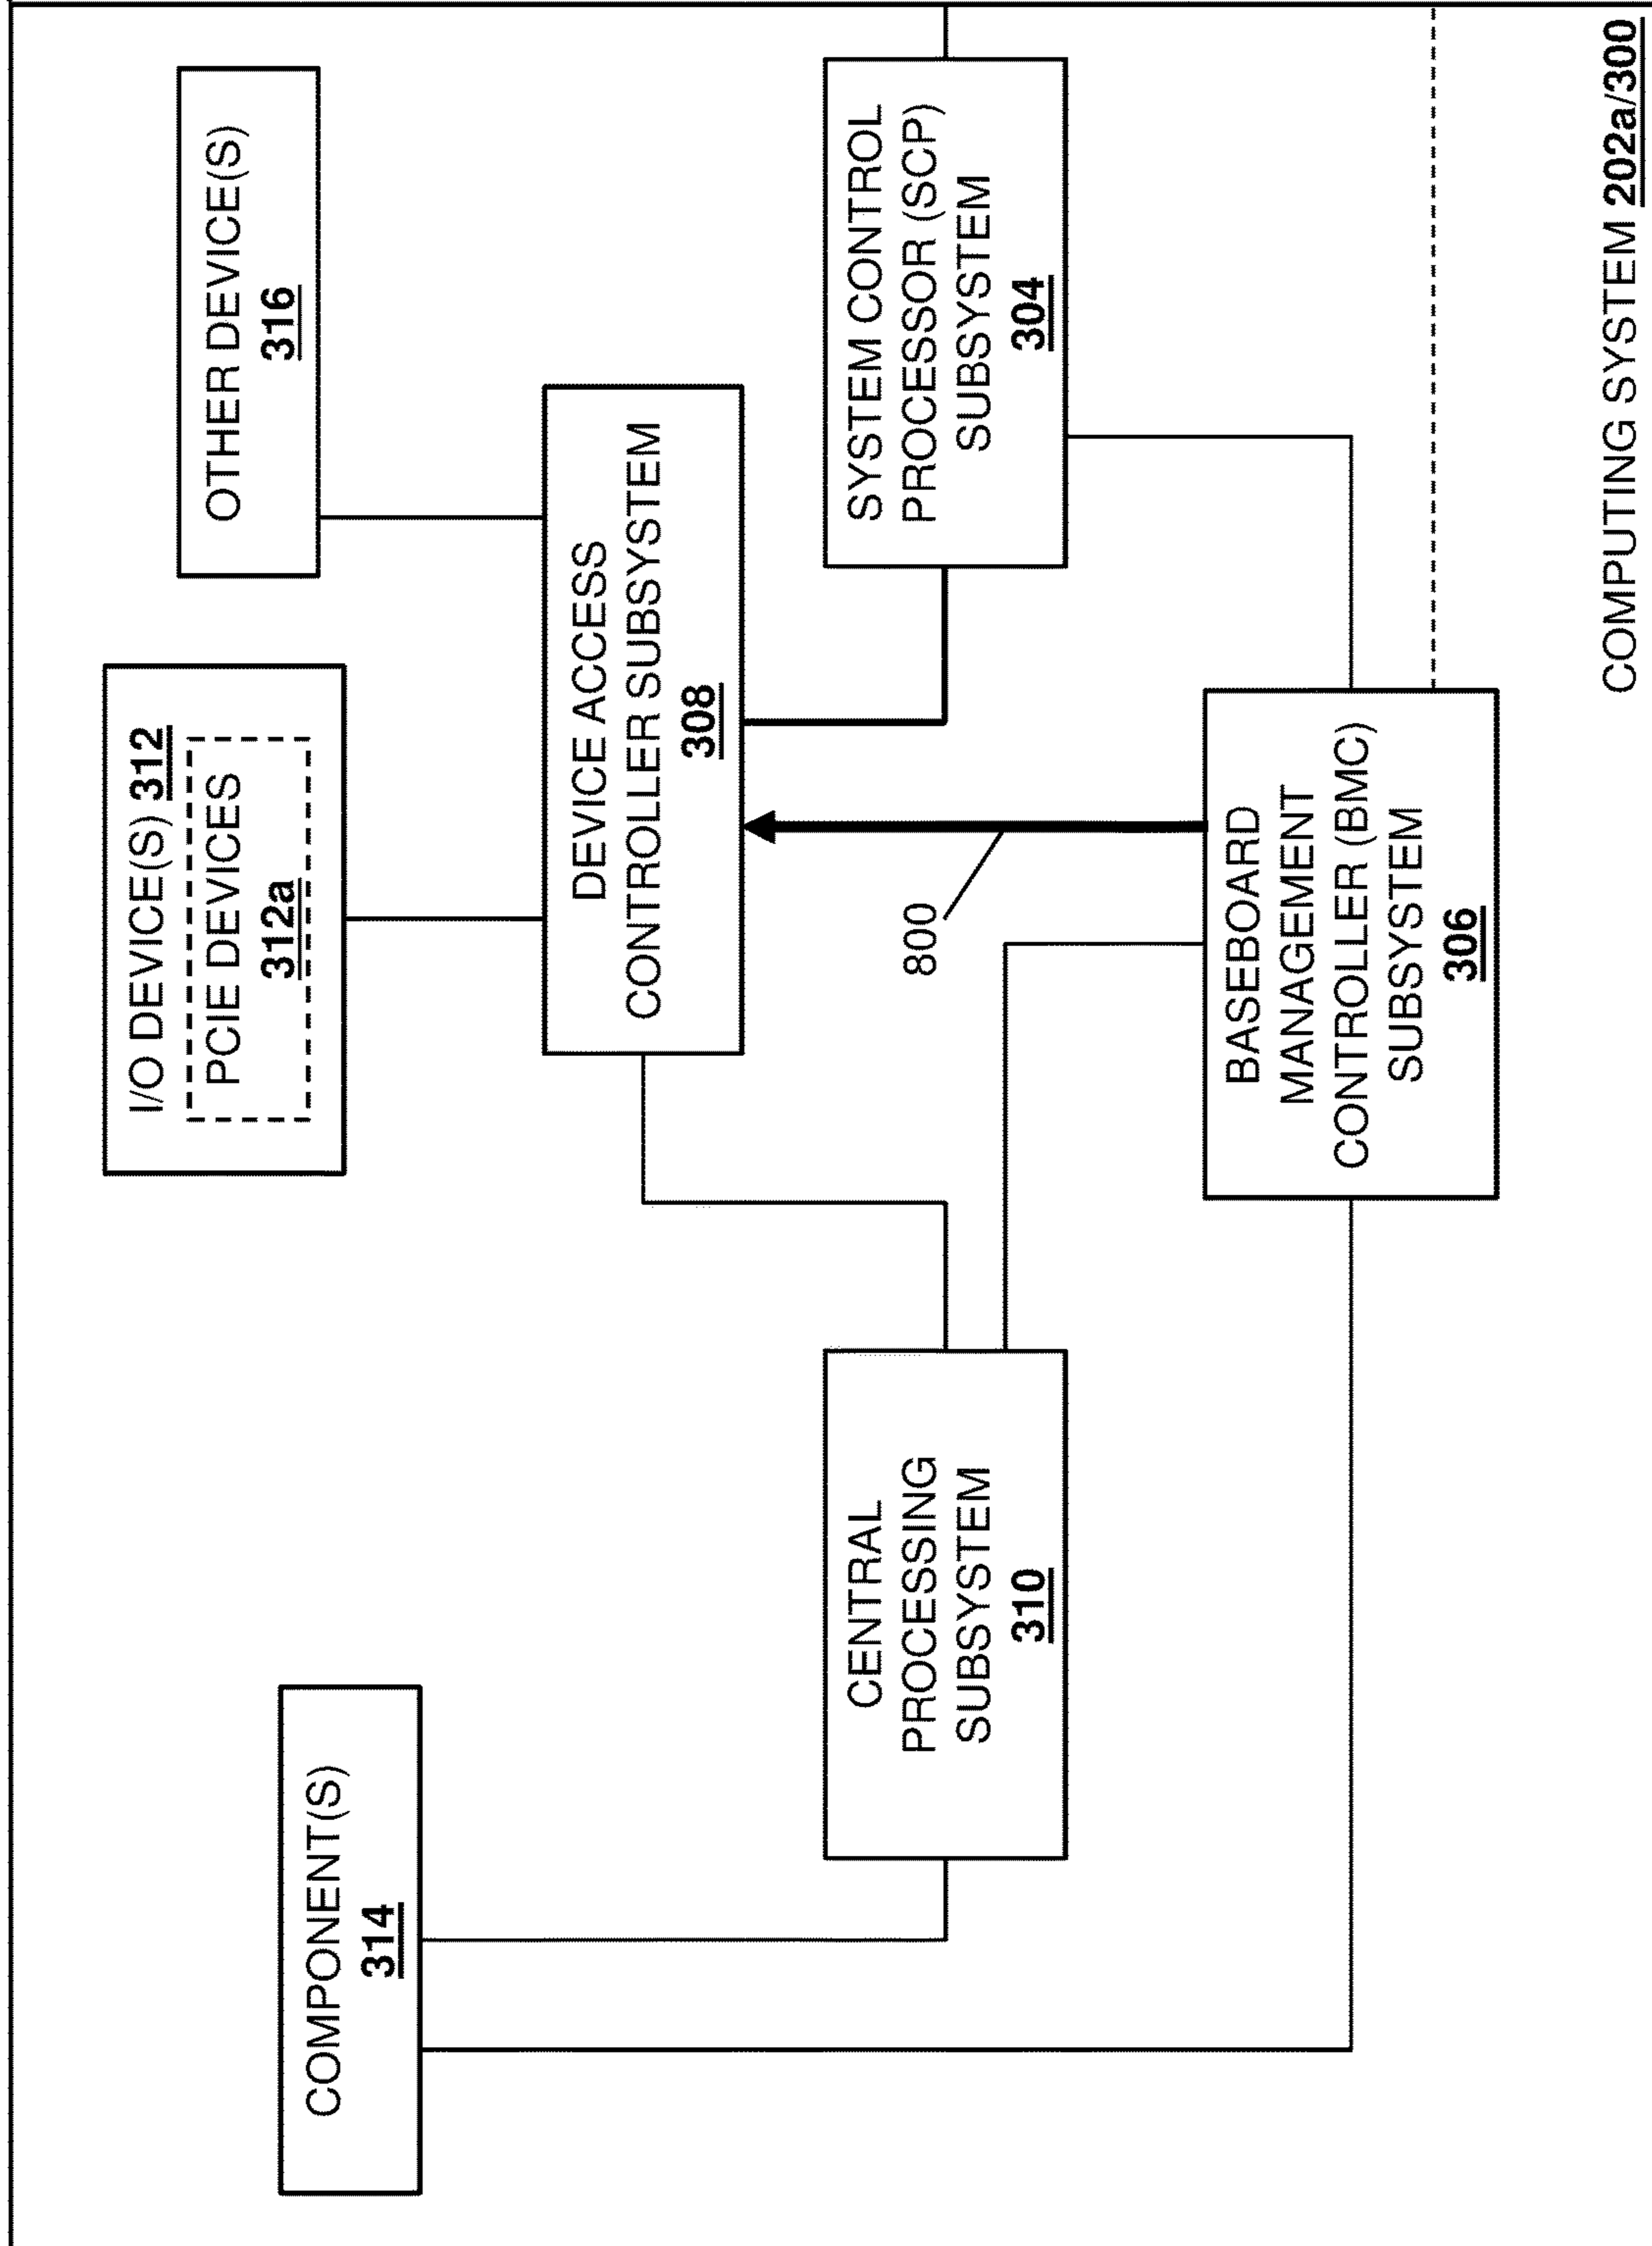 COMPONENT(S)
314
I/O DEVICE(S) 312
PCIE DEVICES
312a
OTHER DEVICE(S)
316
DEVICE ACCESS
CONTROLLER SUBSYSTEM
308
CENTRAL
PROCESSING
SUBSYSTEM
310
800
SYSTEM CONTROL
PROCESSOR (SCP)
SUBSYSTEM
304
BASEBOARD
MANAGEMENT
CONTROLLER (BMC)
SUBSYSTEM
306
COMPUTING SYSTEM 202a/300